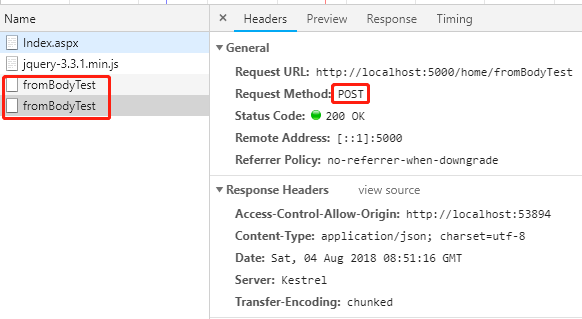 Name
Index.aspx
jquery-3.3.1.min.js
fromBodyTest
fromBodyTest
× Headers Preview Response Timing
General
Request URL: http://localhost:5000/home/fromBodyTest
Request Method: POST
Status Code: 200 OK
Remote Address: [::1]:5000
Referrer Policy: no-referrer-when-downgrade
Response Headers view source
Access-Control-Allow-Origin: http://localhost:53894
Content-Type: application/json; charset=utf-8
Date: Sat, 04 Aug 2018 08:51:16 GMT
Server: Kestrel
Transfer-Encoding: chunked